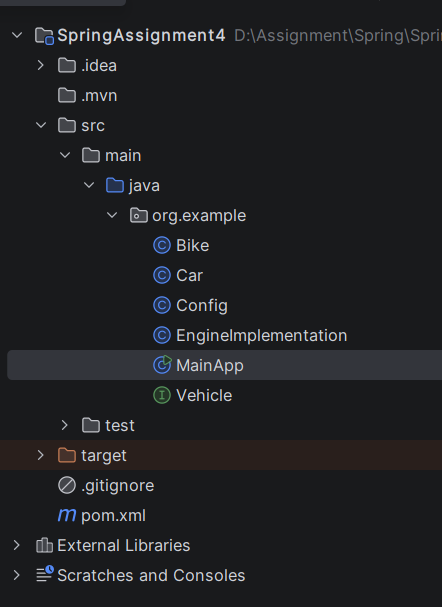 SpringAssignment4 D:\Assignment\Spring\Spri
.idea
.mvn
src
main
java
org.example
Bike
Car
Config
EngineImplementation
MainApp
Vehicle
test
target
.gitignore
pom.xml
External Libraries
Scratches and Consoles